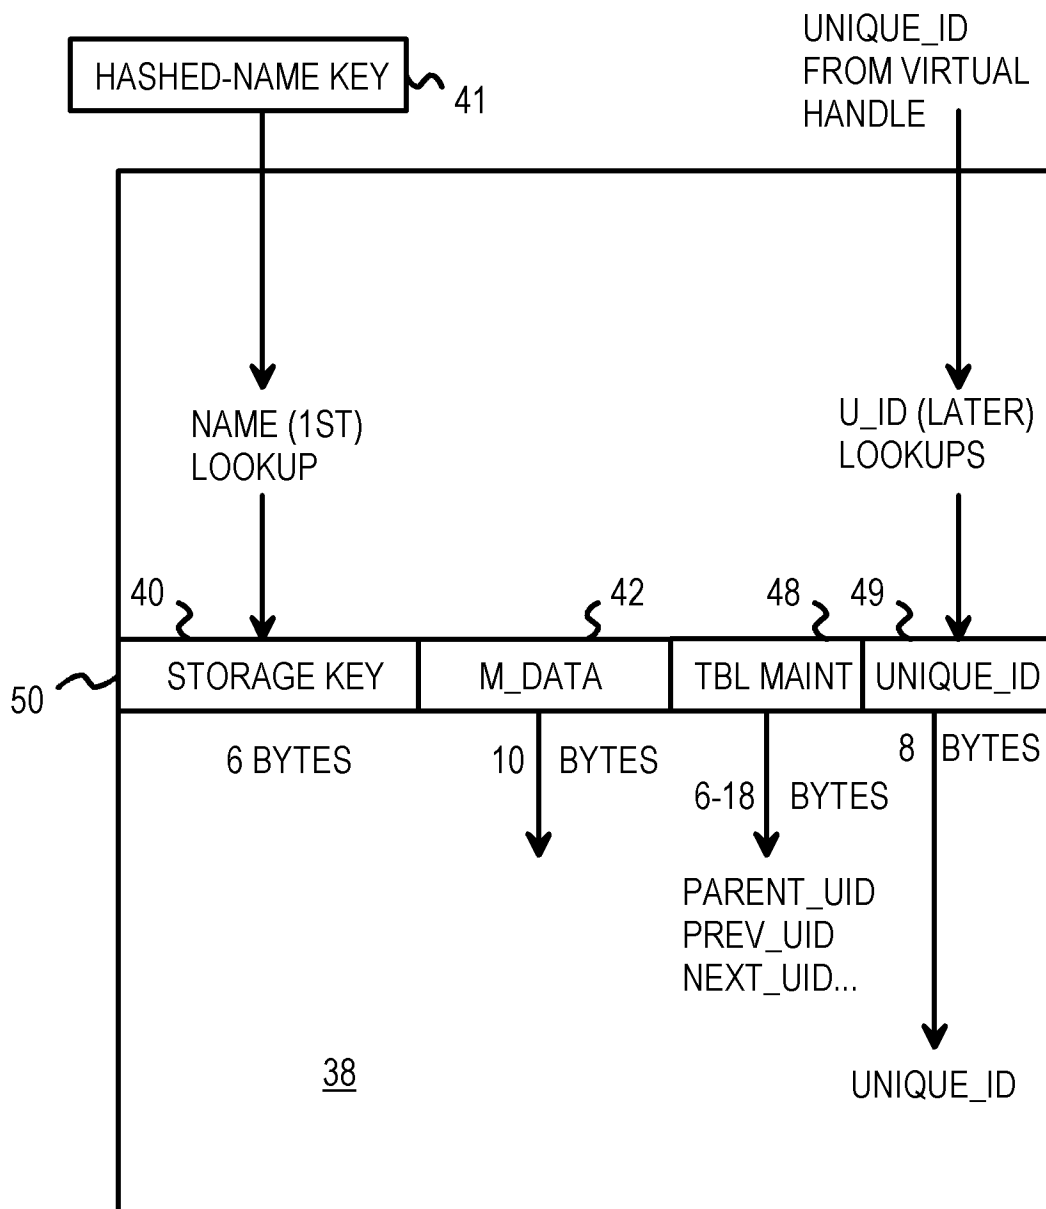 HASHED-NAME KEY
41
UNIQUE_ID
FROM VIRTUAL
HANDLE
NAME (1ST)
LOOKUP
U_ID (LATER)
LOOKUPS
40
42
48
49
50
STORAGE KEY
M_DATA
TBL MAINT
UNIQUE_ID
6 BYTES
10 BYTES
6-18 BYTES
8 BYTES
PARENT_UID
PREV_UID
NEXT_UID...
38
UNIQUE_ID